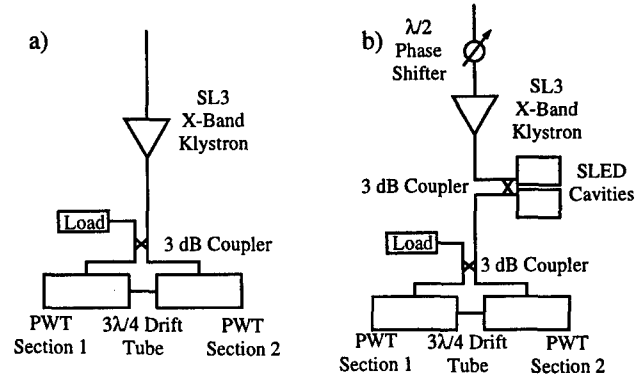 a)
SL3
X-Band
Klystron
Load
3 dB Coupler
PWT
Section 1
3λ/4 Drift
Tube
PWT
Section 2
b)
λ/2
Phase
Shifter
SL3
X-Band
Klystron
3 dB Coupler
SLED
Cavities
Load
3 dB Coupler
PWT
Section 1
3λ/4 Drift
Tube
PWT
Section 2